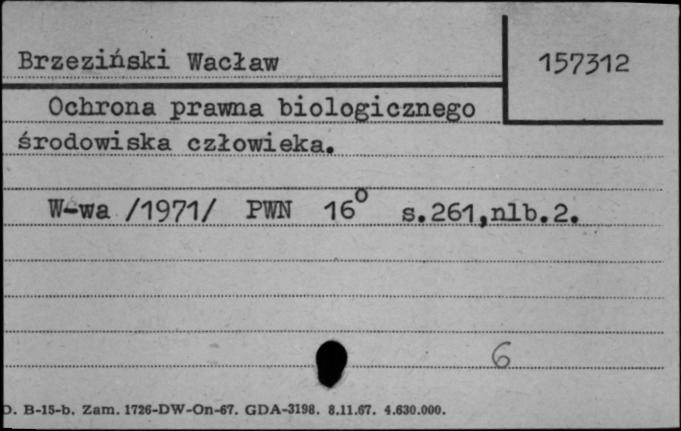 Brzeziński Wacław
157312
Ochrona prawna biologicznego
środowiska człowieka.
W-wa /1971/ PWN 16° s.261,nlb.2.
6
D. B-15-b. Zam. 1726-DW-On-67. GDA-3198. 8.11.67. 4.630.000.